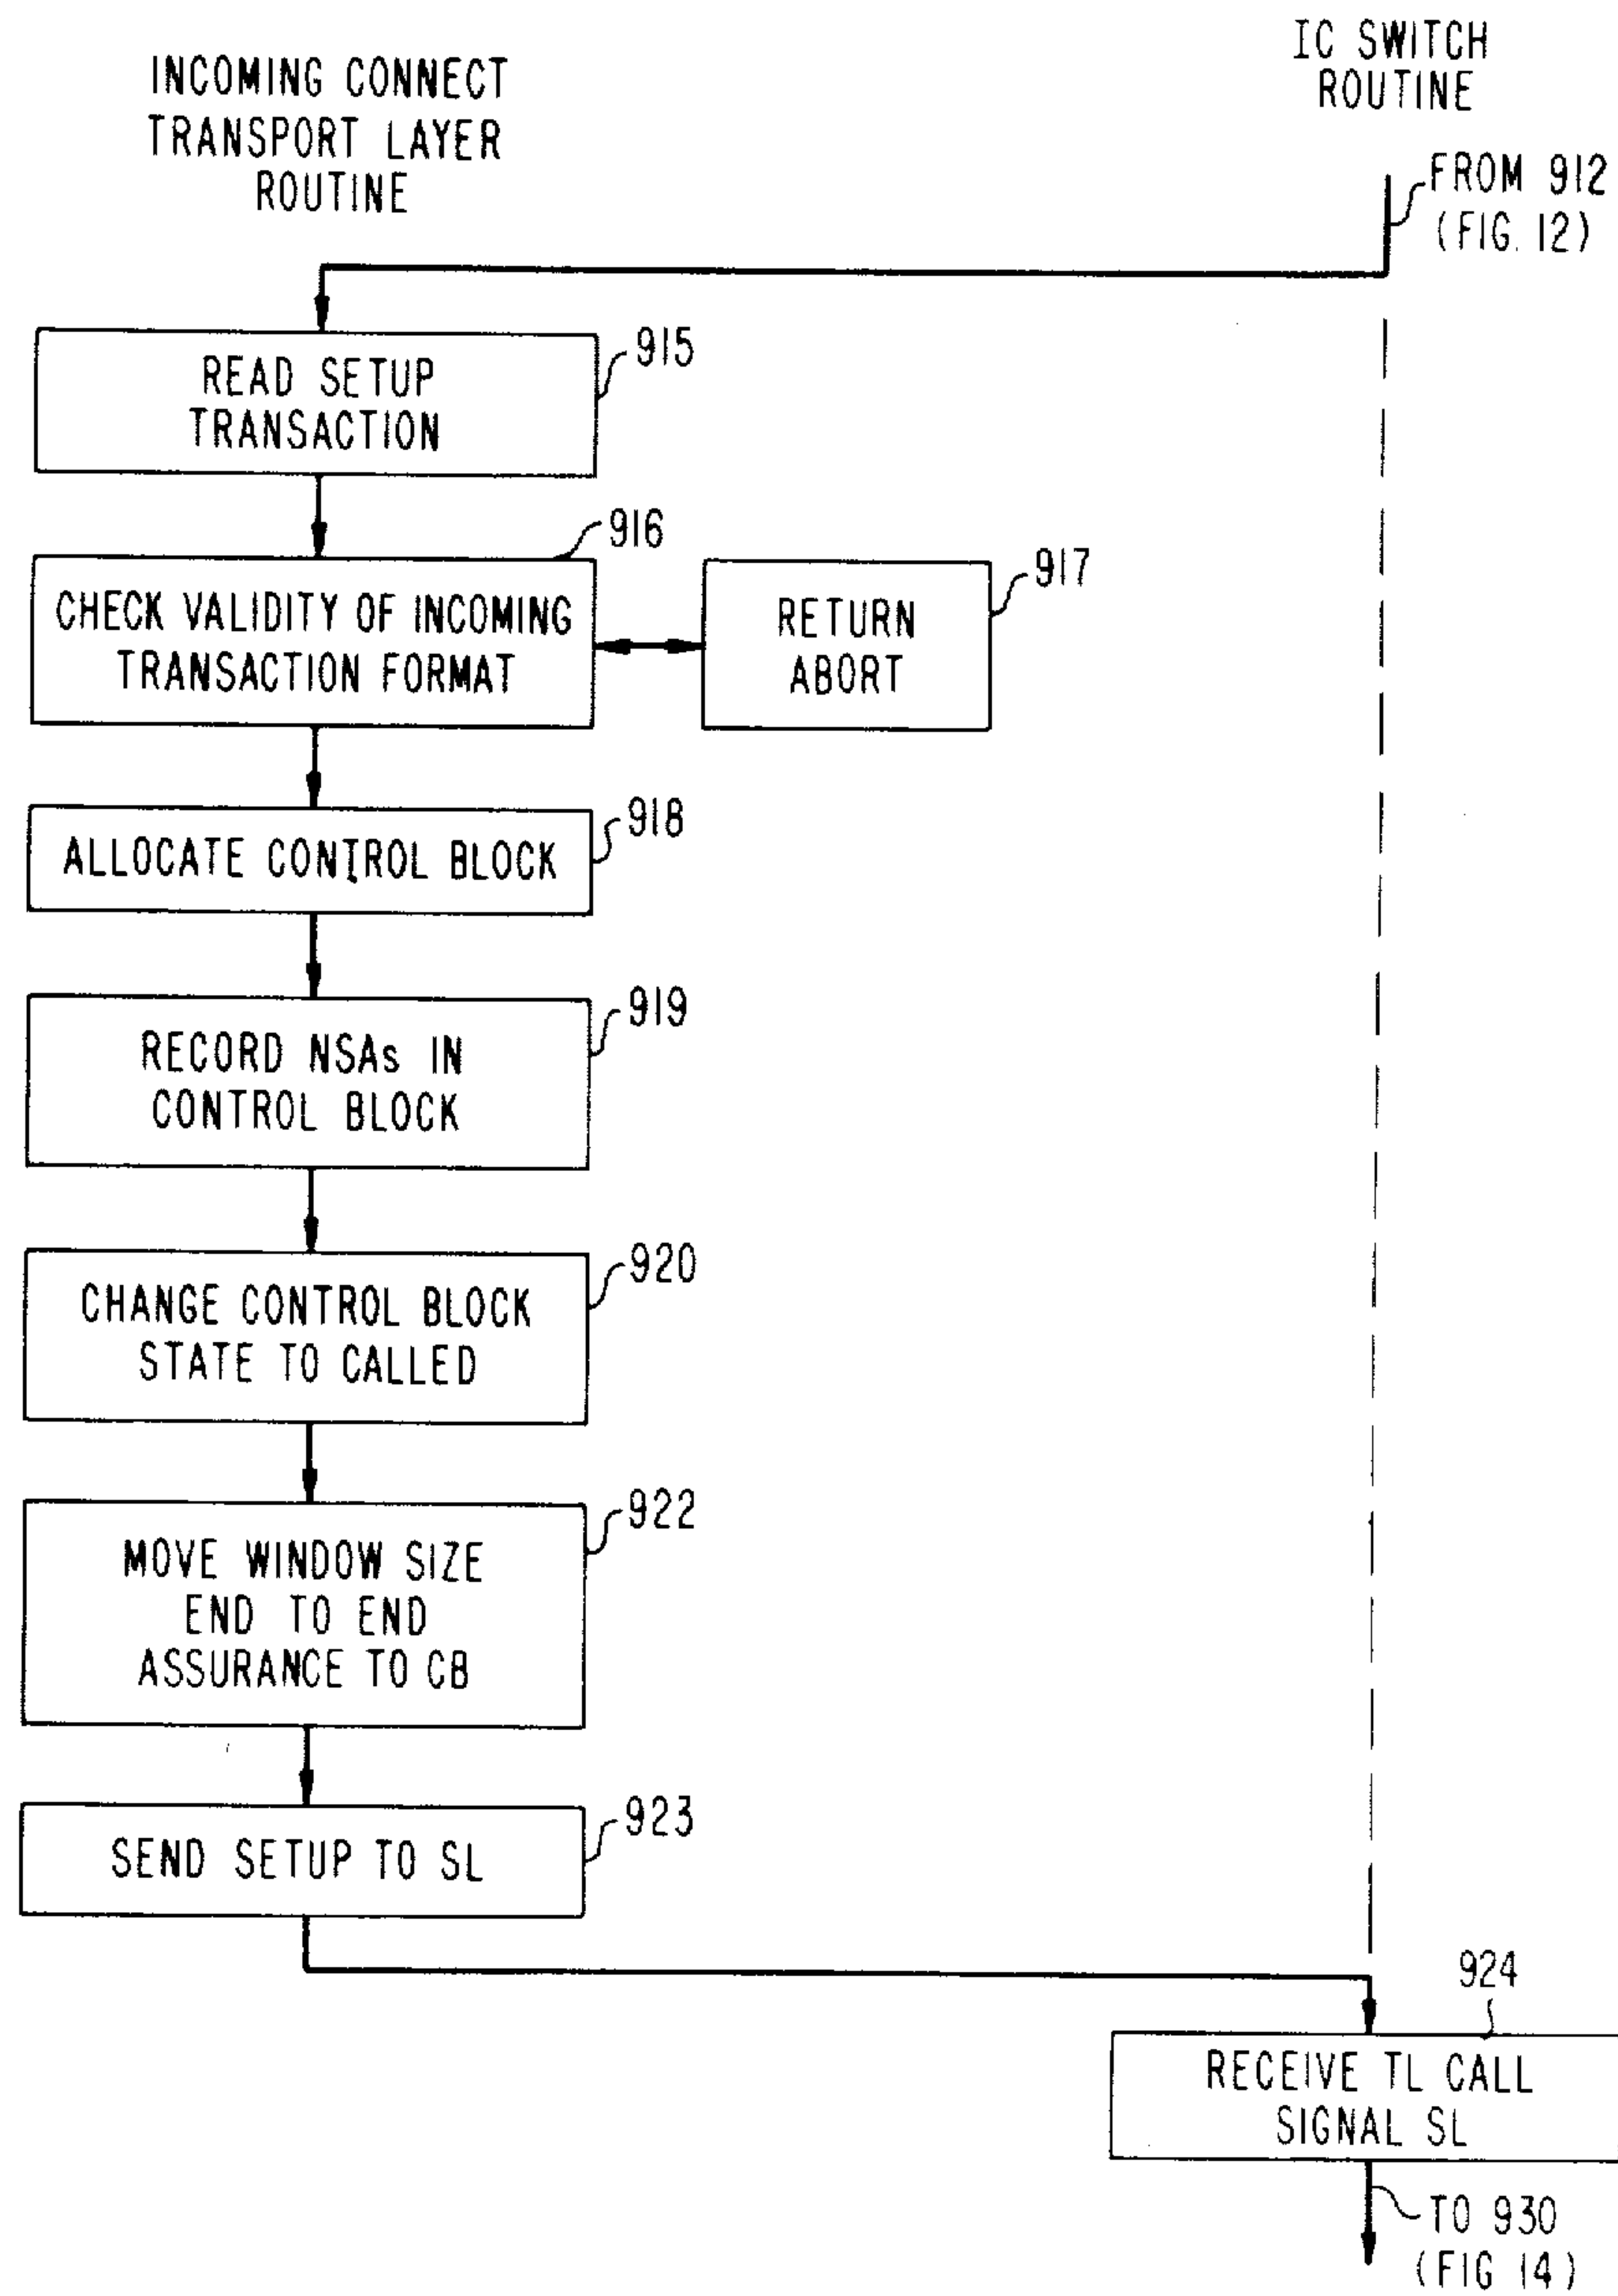 INCOMING CONNECT
TRANSPORT LAYER
ROUTINE
IC SWITCH
ROUTINE
FROM 912
(FIG. 12)
READ SETUP
TRANSACTION
915
CHECK VALIDITY OF INCOMING
TRANSACTION FORMAT
916
RETURN
ABORT
917
ALLOCATE CONTROL BLOCK
918
RECORD NSAs IN
CONTROL BLOCK
919
CHANGE CONTROL BLOCK
STATE TO CALLED
920
MOVE WINDOW SIZE
END TO END
ASSURANCE TO CB
922
SEND SETUP TO SL
923
924
RECEIVE TL CALL
SIGNAL SL
TO 930
(FIG 14)